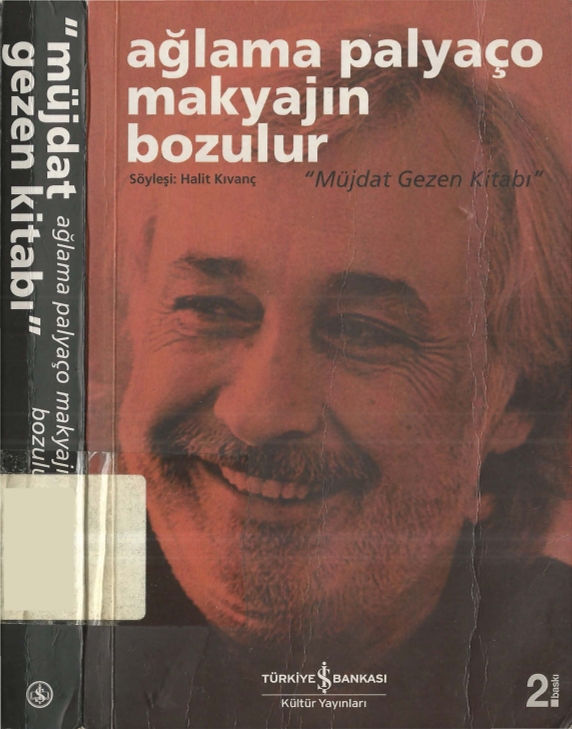 ağlama palyaço
makyajın
bozulur
Söyleşi: Halit Kıvanç
“Müjdat Gezen Kitabı”
TÜRKİYE İŞ BANKASI
Kültür Yayınları
2.
baskı
“müjdat
gezen kitabı”
ağlama palyaço makyajın